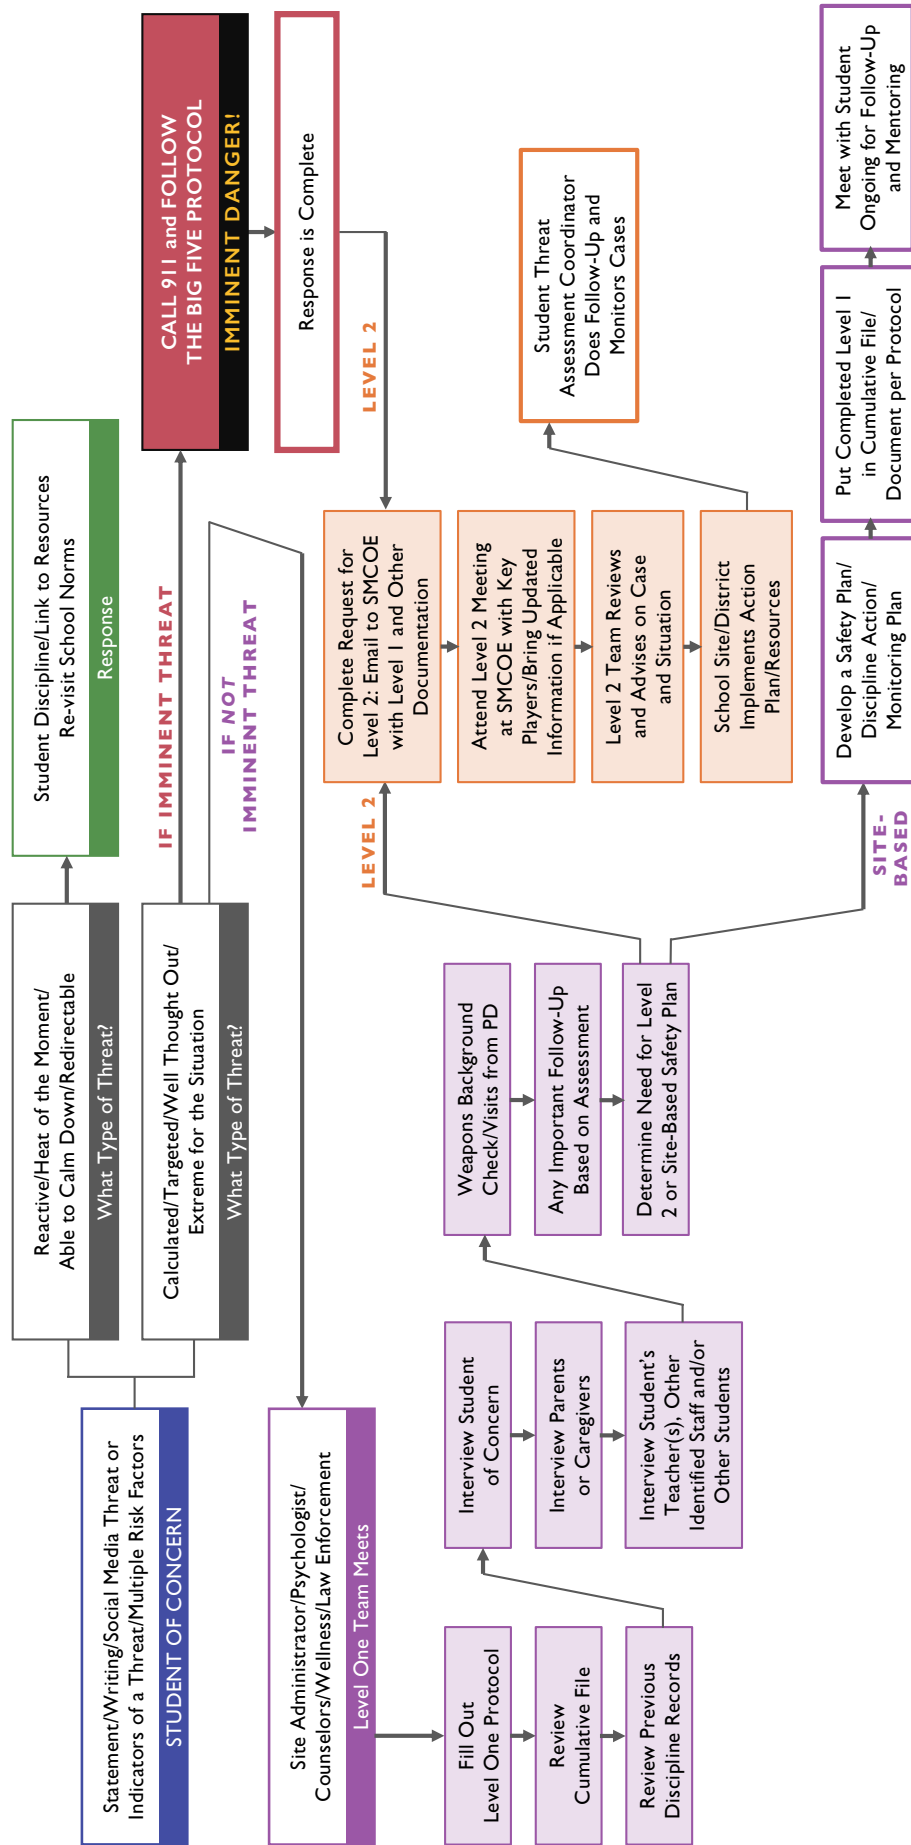 Statement/Writing/Social Media Threat or
Indicators of a Threat/Multiple Risk Factors
STUDENT OF CONCERN
Reactive/Heat of the Moment/
Able to Calm Down/Redirectable
What Type of Threat?
Student Discipline/Link to Resources
Re-visit School Norms
Response
Calculated/Targeted/Well Thought Out/
Extreme for the Situation
What Type of Threat?
IF IMMINENT THREAT
CALL 911 and FOLLOW
THE BIG FIVE PROTOCOL
IMMINENT DANGER!
Response is Complete
LEVEL 2
IF NOT
IMMINENT THREAT
Site Administrator/Psychologist/
Counselors/Wellness/Law Enforcement
Level One Team Meets
Fill Out
Level One Protocol
Review
Cumulative File
Review Previous
Discipline Records
Interview Student
of Concern
Interview Parents
or Caregivers
Interview Student's
Teacher(s), Other
Identified Staff and/or
Other Students
Weapons Background
Check/Visits from PD
Any Important Follow-Up
Based on Assessment
Determine Need for Level
2 or Site-Based Safety Plan
LEVEL 2
Complete Request for
Level 2: Email to SMCOE
with Level 1 and Other
Documentation
Attend Level 2 Meeting
at SMCOE with Key
Players/Bring Updated
Information if Applicable
Level 2 Team Reviews
and Advises on Case
and Situation
School Site/District
Implements Action
Plan/Resources
Student Threat
Assessment Coordinator
Does Follow-Up and
Monitors Cases
SITE-
BASED
Develop a Safety Plan/
Discipline Action/
Monitoring Plan
Put Completed Level 1
in Cumulative File/
Document per Protocol
Meet with Student
Ongoing for Follow-Up
and Mentoring